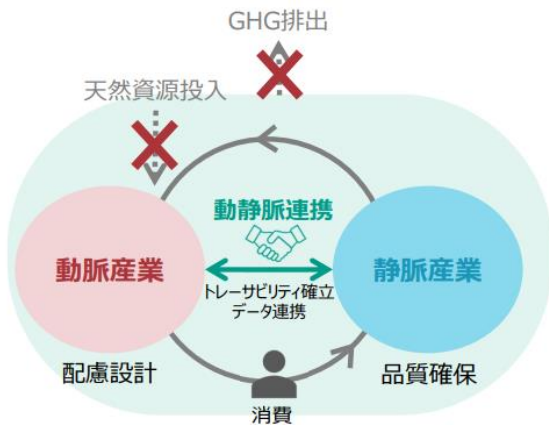 GHG排出
天然資源投入
動静脈連携
動脈産業
静脈産業
トレーサビリティ確立
データ連携
配慮設計
品質確保
消費